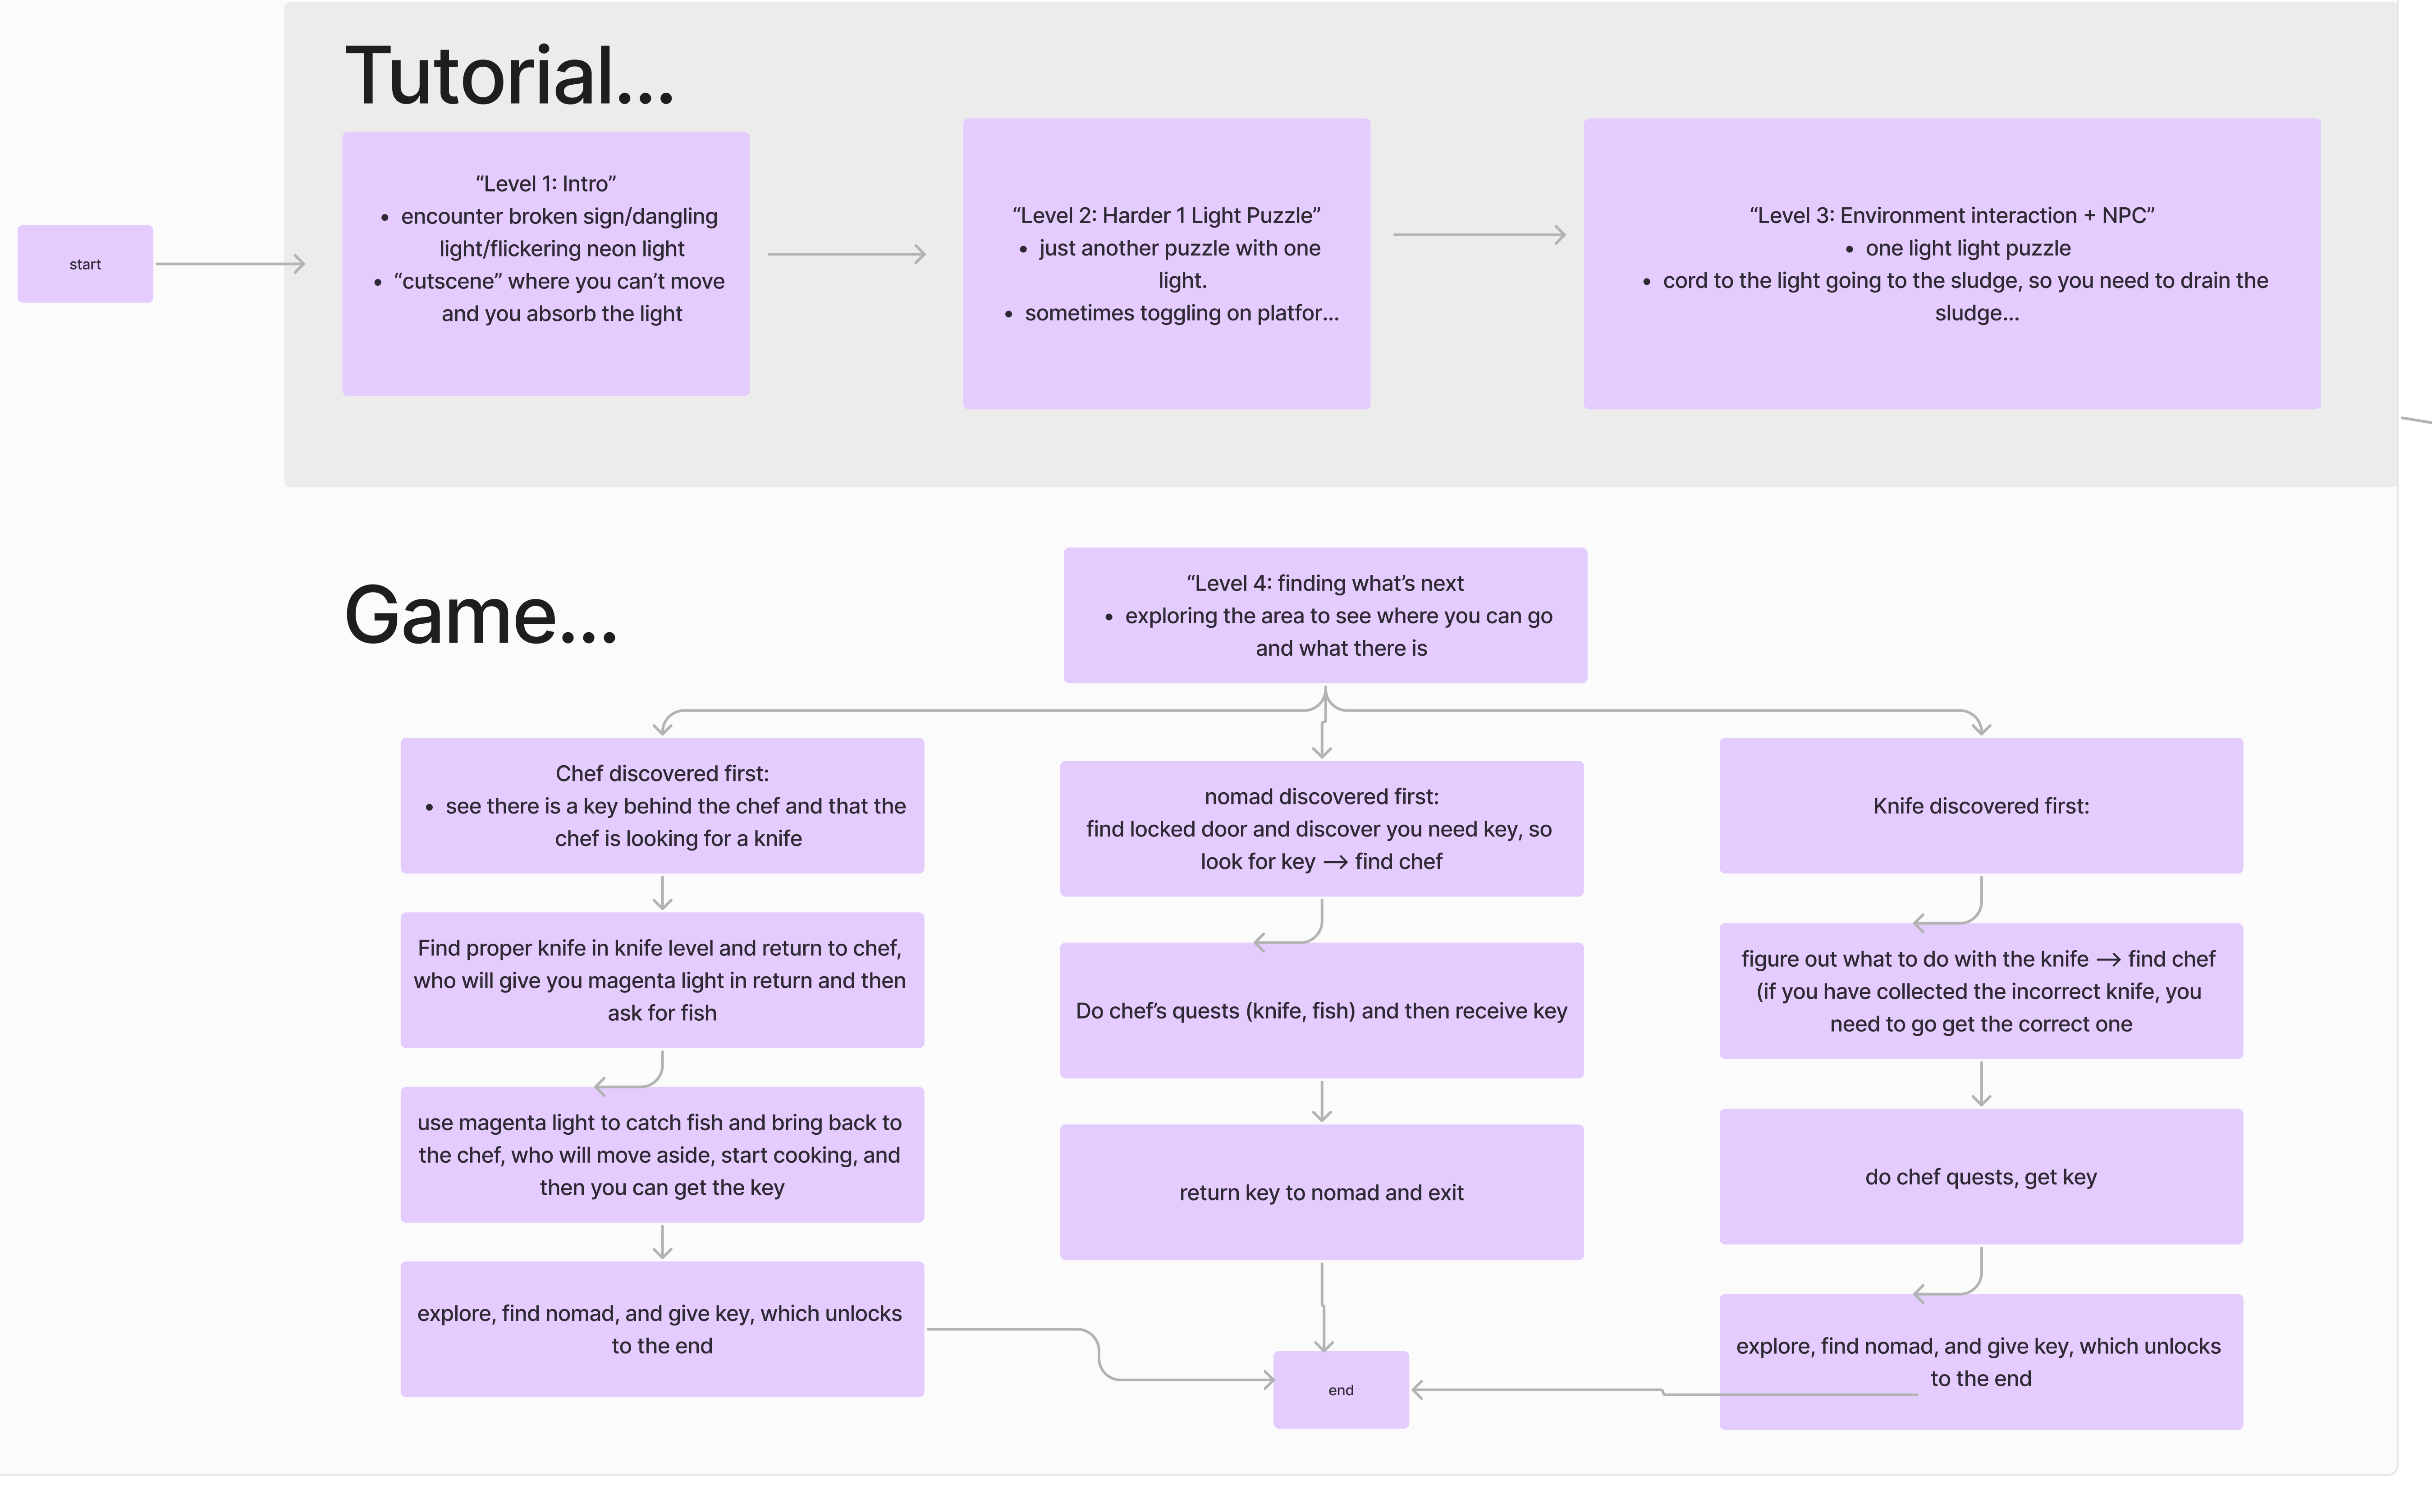 Tutorial...
start
“Level 1: Intro”
• encounter broken sign/dangling
light/flickering neon light
• “cutscene” where you can’t move
and you absorb the light
“Level 2: Harder 1 Light Puzzle”
• just another puzzle with one
light.
• sometimes toggling on platfor...
“Level 3: Environment interaction + NPC”
• one light light puzzle
• cord to the light going to the sludge, so you need to drain the
sludge...
Game...
“Level 4: finding what’s next
• exploring the area to see where you can go
and what there is
Chef discovered first:
• see there is a key behind the chef and that the
chef is looking for a knife
Find proper knife in knife level and return to chef,
who will give you magenta light in return and then
ask for fish
use magenta light to catch fish and bring back to
the chef, who will move aside, start cooking, and
then you can get the key
explore, find nomad, and give key, which unlocks
to the end
nomad discovered first:
find locked door and discover you need key, so
look for key → find chef
Do chef’s quests (knife, fish) and then receive key
return key to nomad and exit
Knife discovered first:
figure out what to do with the knife → find chef
(if you have collected the incorrect knife, you
need to go get the correct one
do chef quests, get key
explore, find nomad, and give key, which unlocks
to the end
end